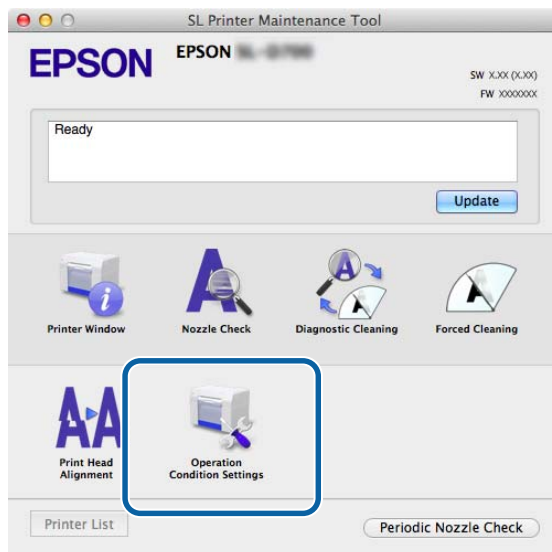 SL Printer Maintenance Tool
EPSON
EPSON
SW X.XX (X.XX)
FW XXXXXXX
Ready
Update
Printer Window
Nozzle Check
Diagnostic Cleaning
Forced Cleaning
Print Head
Alignment
Operation
Condition Settings
Printer List
Periodic Nozzle Check